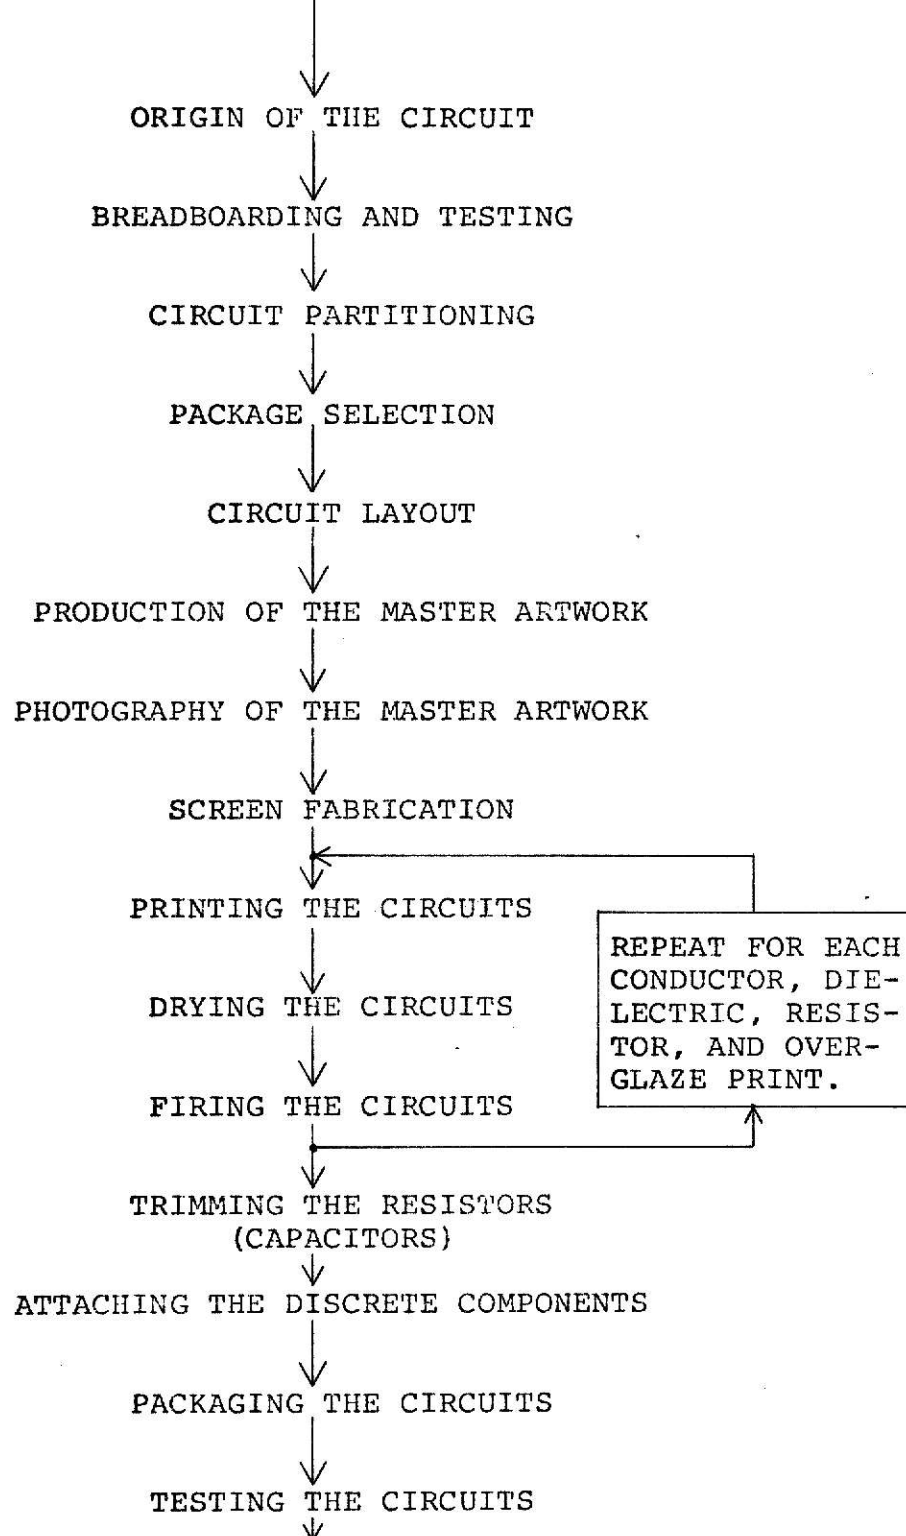 ORIGIN OF THE CIRCUIT
BREADBOARDING AND TESTING
CIRCUIT PARTITIONING
PACKAGE SELECTION
CIRCUIT LAYOUT
PRODUCTION OF THE MASTER ARTWORK
PHOTOGRAPHY OF THE MASTER ARTWORK
SCREEN FABRICATION
PRINTING THE CIRCUITS
DRYING THE CIRCUITS
FIRING THE CIRCUITS
REPEAT FOR EACH
CONDUCTOR, DIE-
LECTRIC, RESIS-
TOR, AND OVER-
GLAZE PRINT.
TRIMMING THE RESISTORS
(CAPACITORS)
ATTACHING THE DISCRETE COMPONENTS
PACKAGING THE CIRCUITS
TESTING THE CIRCUITS